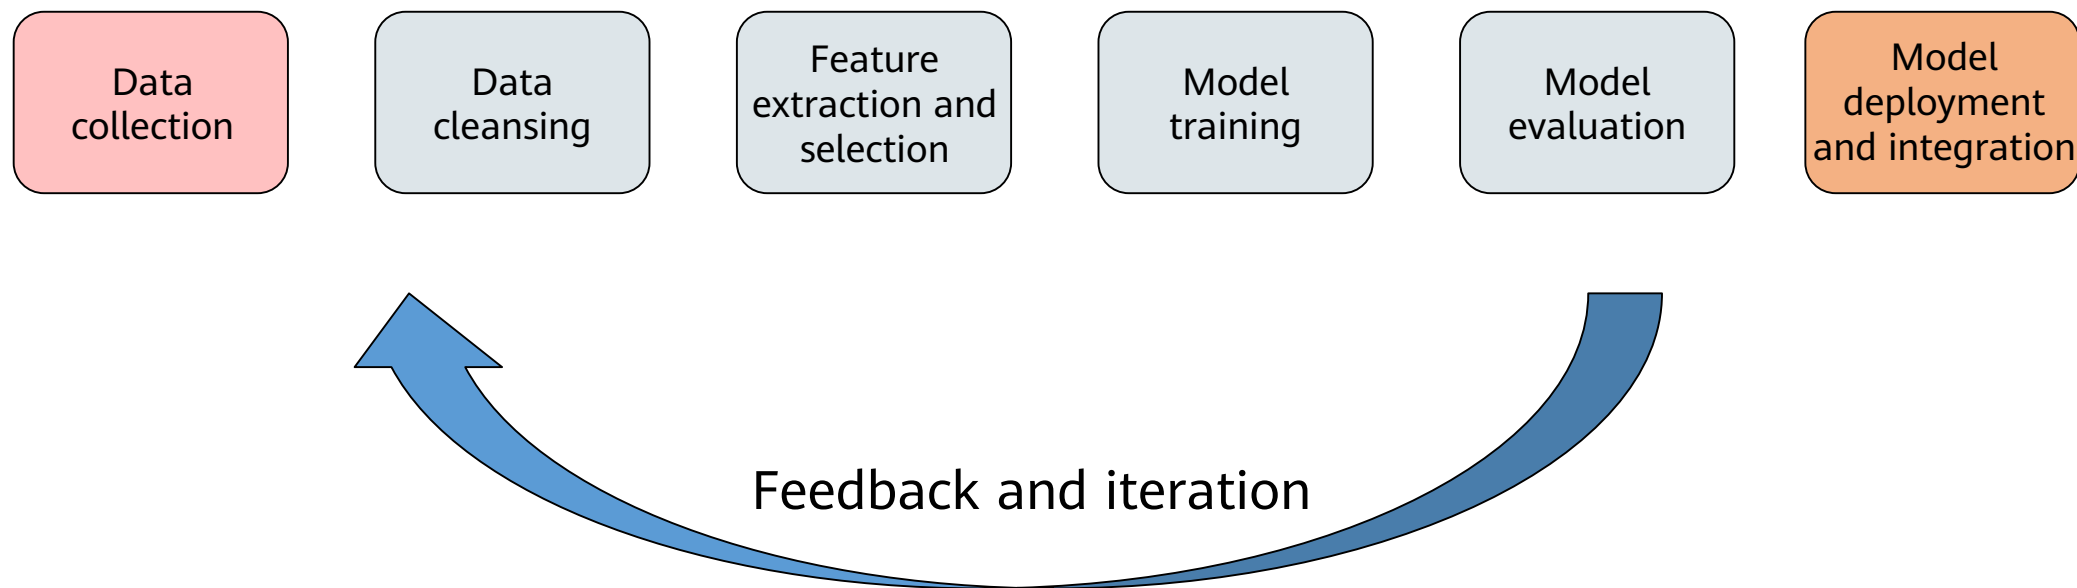 Data
collection
Data
cleansing
Feature
extraction and
selection
Model
training
Model
evaluation
Model
deployment
and integration
Feedback and iteration